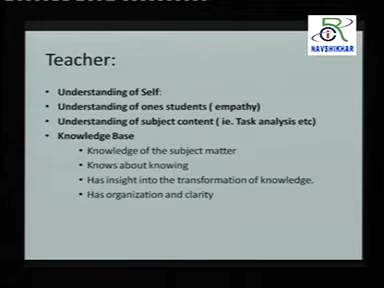 R
i
NAVSHIKHAR
Teacher:
• Understanding of Self:
• Understanding of ones students ( empathy)
• Understanding of subject content ( ie. Task analysis etc)
• Knowledge Base
• Knowledge of the subject matter
• Knows about knowing
• Has insight into the transformation of knowledge.
• Has organization and clarity